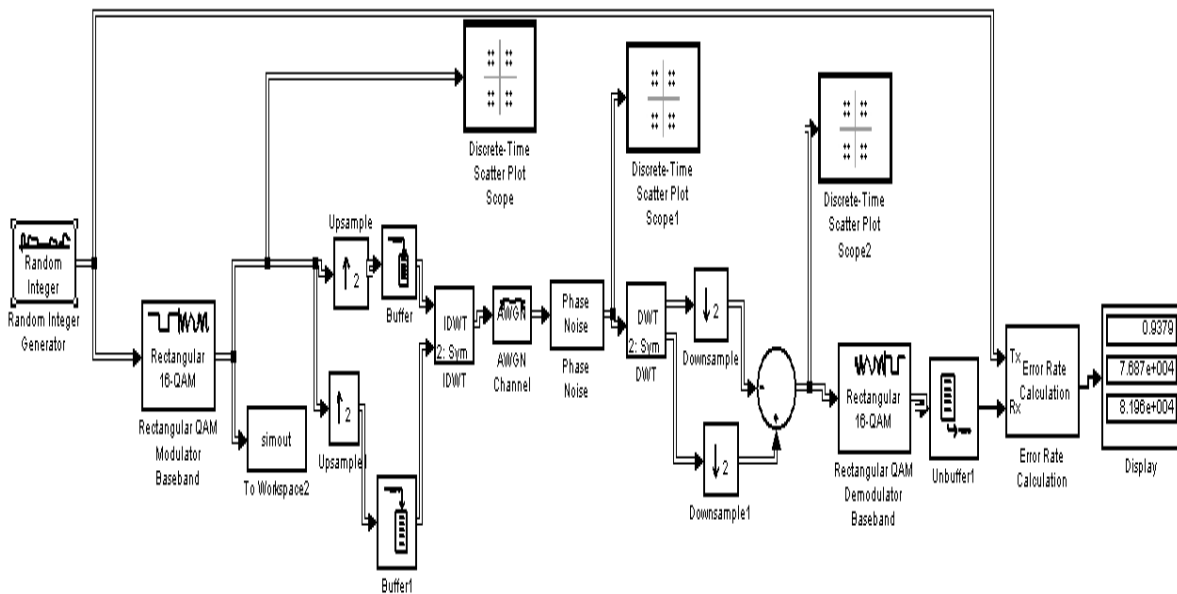 Discrete-Time
Scatter Plot
Scope
Discrete-Time
Scatter Plot
Scope1
Discrete-Time
Scatter Plot
Scope2
Random
Integer
Random Integer
Generator
Rectangular
16-QAM
Rectangular QAM
Modulator
Baseband
simout
To Workspace2
Upsample
2
Buffer
2
Upsample1
Buffer1
IDWT
2: Sym
IDWT
AWGN
AWGN
Channel
Phase
Noise
Phase Noise
DWT
2: Sym
DWT
2
Downsample
2
Downsample1
Rectangular
16-QAM
Rectangular QAM
Demodulator
Baseband
Unbuffer1
Tx
Error Rate
Calculation
Rx
Error Rate
Calculation
0.9379
7.687e+004
8.196e+004
Display